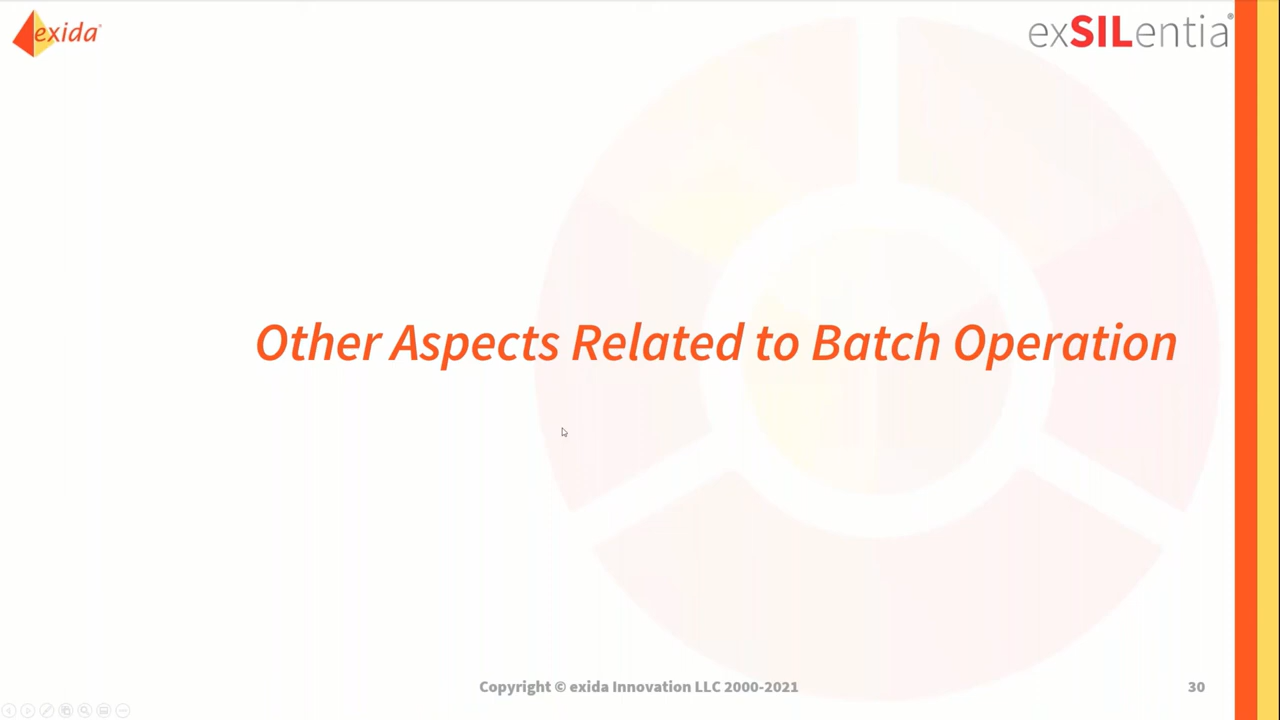 exida®
exSILentia®
Other Aspects Related to Batch Operation
Copyright © exida Innovation LLC 2000-2021
30